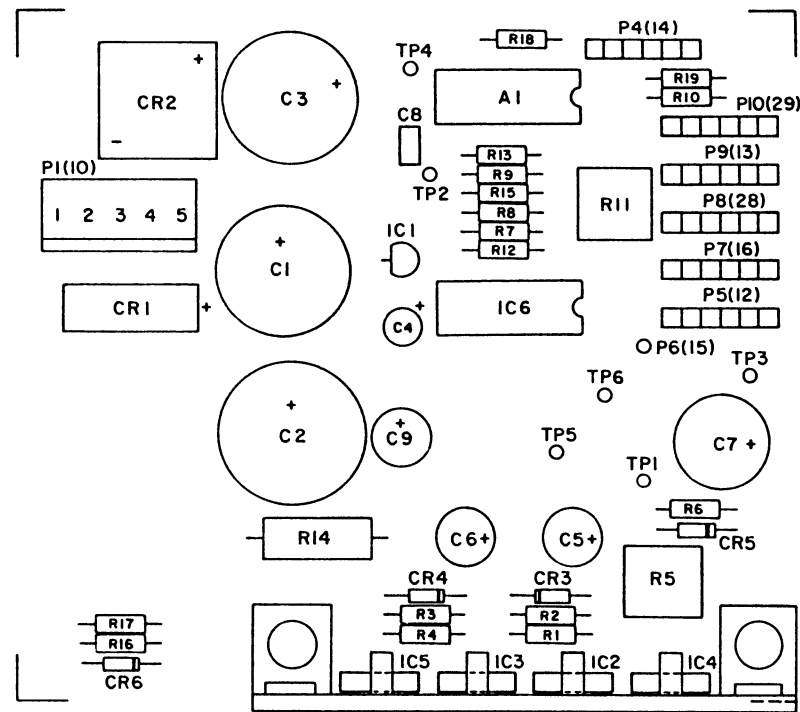 P4(14)
R18
TP4
CR2
+
-
C3
+
A1
R19
R10
P10(29)
C8
R13
P9(13)
P1(10)
R9
TP2
R15
R11
P8(28)
1 2 3 4 5
R8
IC1
R7
R12
P7(16)
+
C1
P5(12)
CR1
+
+
C4
IC6
P6(15)
TP3
TP6
+
C2
+
C9
TP5
C7+
TP1
R6
CR5
R14
C6+
C5+
R5
CR4
CR3
R3
R2
R4
R1
R17
R16
CR6
IC5
IC3
IC2
IC4